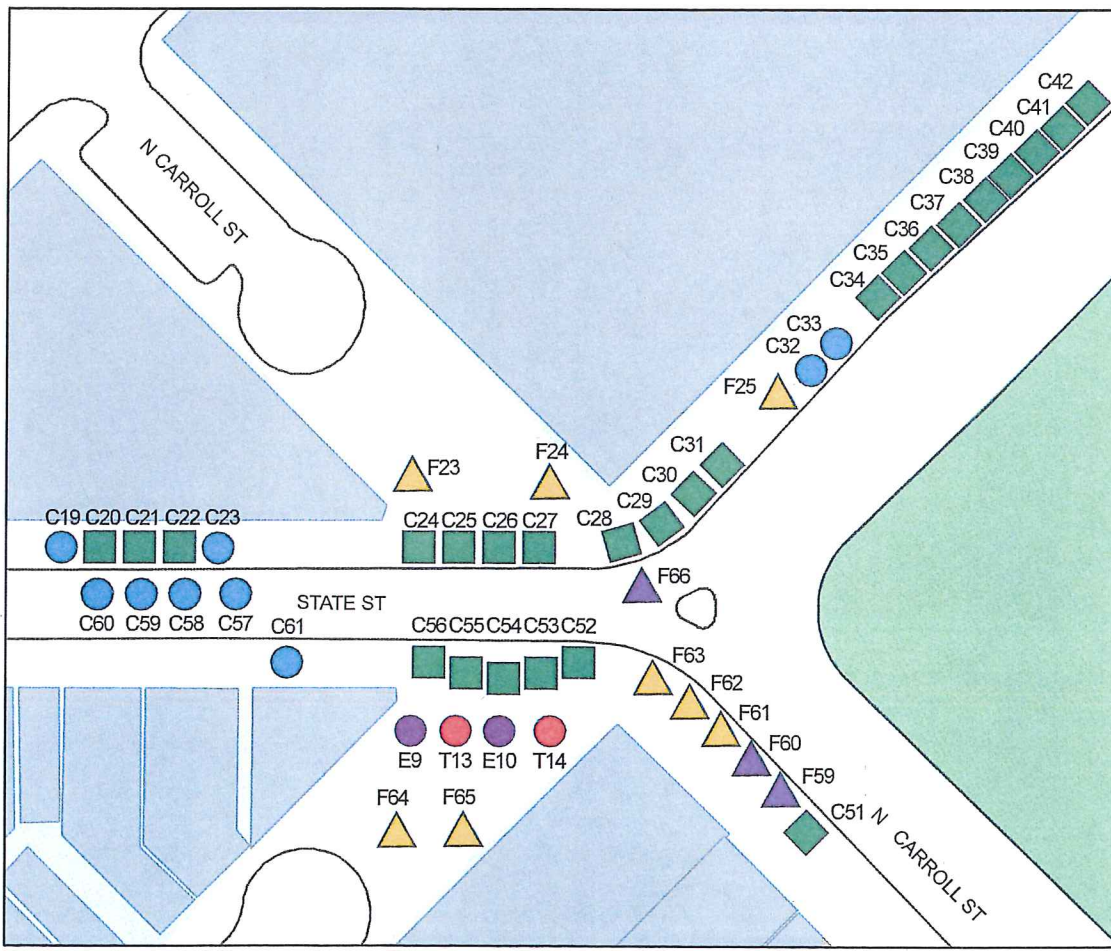 C42
C41
C40
C39
C38
C37
C36
C35
C34
N CARROLL ST
C33
C32
F25
C31
C30
C29
C28
F23
F24
C19 C20 C21 C22 C23
C24 C25 C26 C27
F66
STATE ST
C60 C59 C58 C57
C61
C56 C55 C54 C53 C52
F63
F62
F61
F60
F59
E9 T13 E10 T14
F64 F65
C51
N CARROLL ST